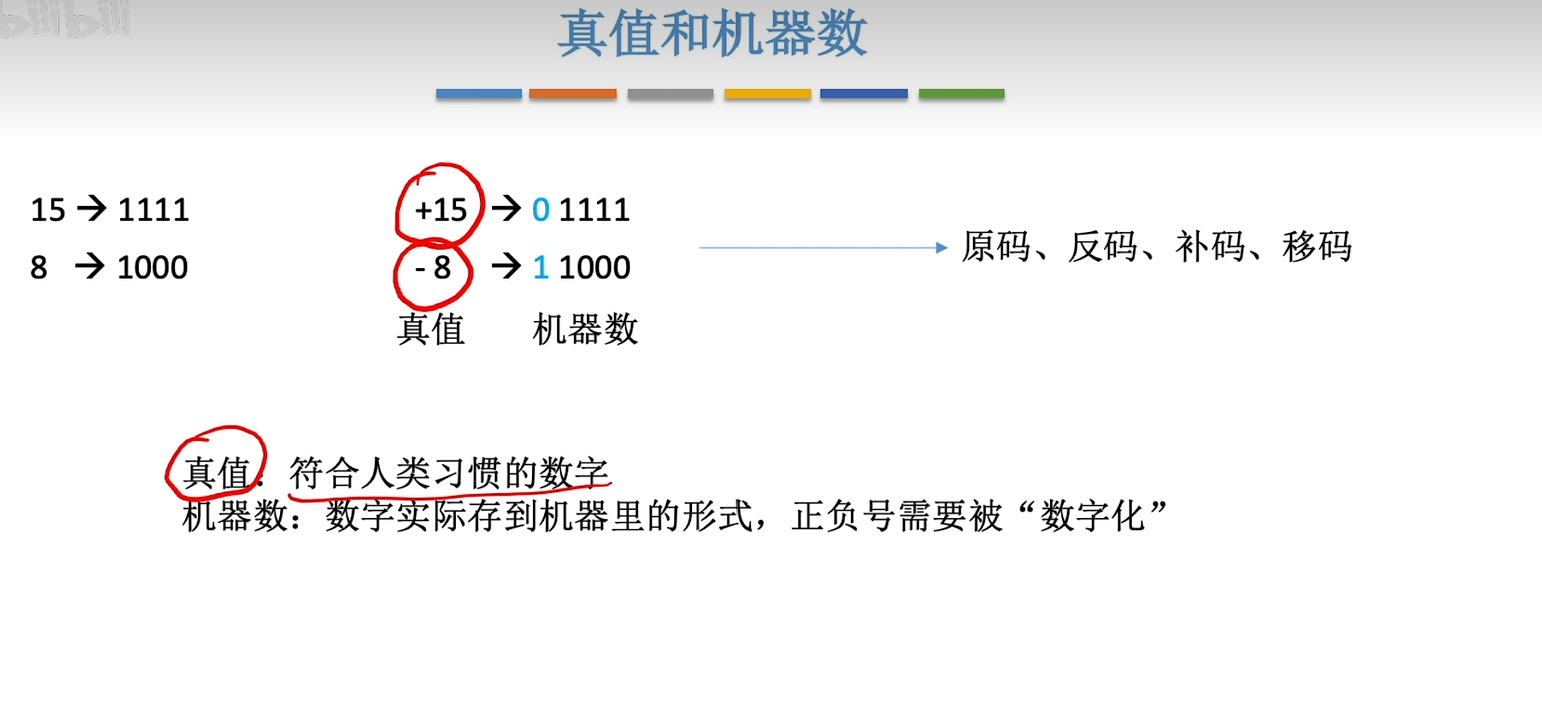 bilibili
真值和机器数
15 → 1111
8 → 1000
+15 → 0 1111
- 8 → 1 1000
真值 机器数
原码、反码、补码、移码
真值：符合人类习惯的数字
机器数：数字实际存到机器里的形式，正负号需要被“数字化”